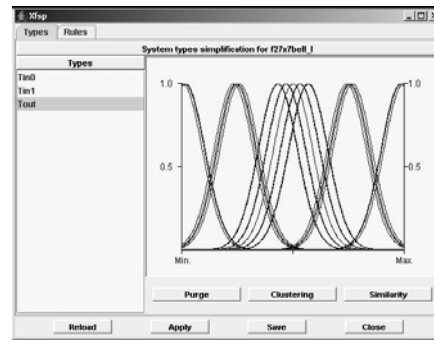 Xfsp
Types Rules
System types simplification for f27x7bell_I
Types
Tin0
Tin1
Tout
1.0 1.0
0.5 0.5
Min. Max.
Purge Clustering Similarity
Reload Apply Save Close